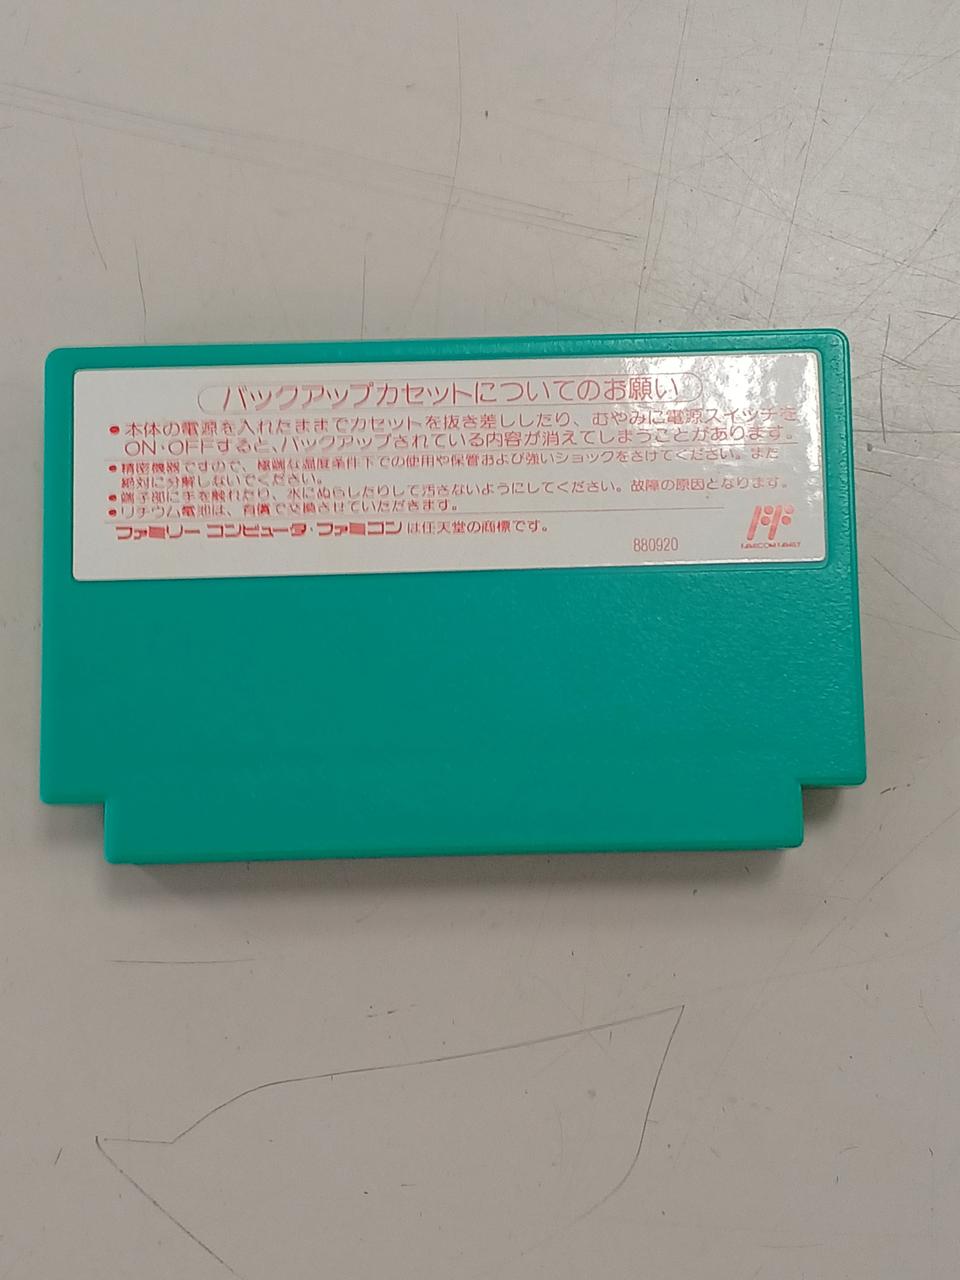 バックアップカセットについてのお願い
●本体の電源を入れたままでカセットを抜き差ししたり、むやみに電源スイッチを
ON・OFFすると、バックアップされている内容が消えてしまうことがあります。
●精密機器ですので、極端な温度条件下での使用や保管および強いショックをさけてください。また
絶対に分解しないでください。
●端子部に手を触れたり、水にぬらしたりして汚さないようにしてください。故障の原因となります。
●リチウム電池は、有償で交換させていただきます。
ファミリーコンピュータ・ファミコンは任天堂の商標です。
880920
FF
FAMICOM FAMILY